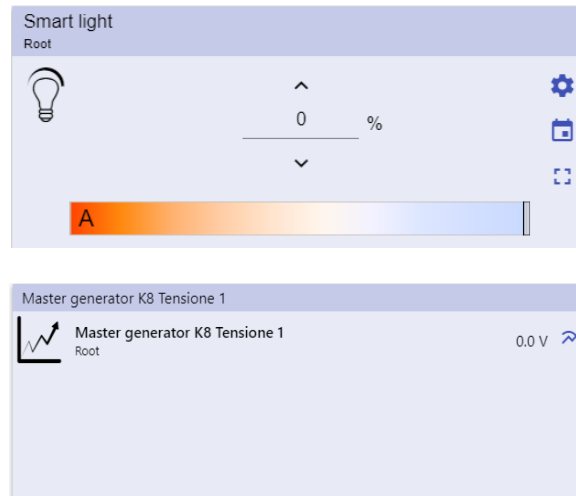 Smart light
Root
0 %
A
Master generator K8 Tensione 1
Master generator K8 Tensione 1
Root
0.0 V